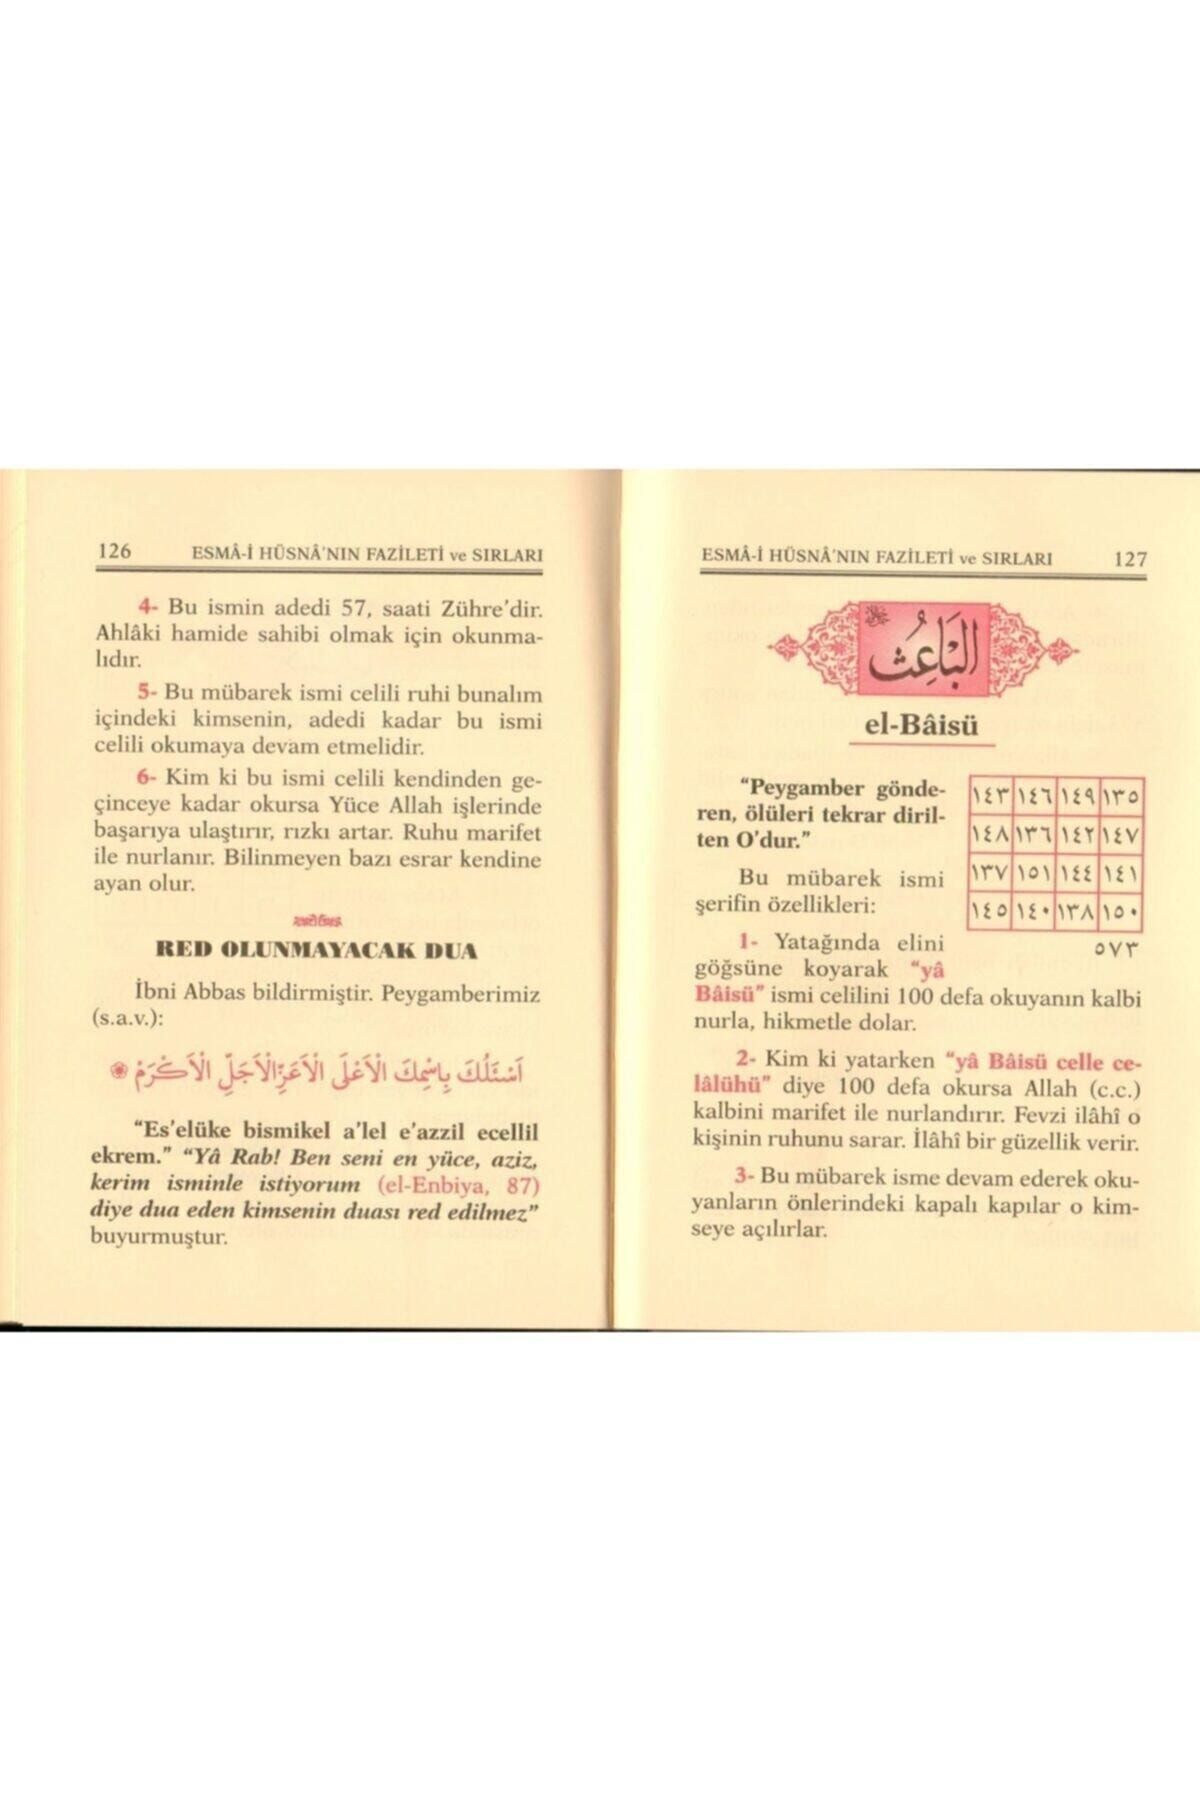 126 ESMÂ-İ HÜSNÂ'NIN FAZİLETİ ve SIRLARI
4- Bu ismin adedi 57, saati Zühre'dir.
Ahlâki hamide sahibi olmak için okunma-
lıdır.
5- Bu mübarek ismi celili ruhi bunalım
içindeki kimsenin, adedi kadar bu ismi
celili okumaya devam etmelidir.
6- Kim ki bu ismi celili kendinden ge-
çinceye kadar okursa Yüce Allah işlerinde
başarıya ulaştırır, rızkı artar. Ruhu marifet
ile nurlanır. Bilinmeyen bazı esrar kendine
ayan olur.
RED OLUNMAYACAK DUA
İbni Abbas bildirmiştir. Peygamberimiz
(s.a.v.):
اَسْئَلُكَ بِاسْمِكَ الْاَعْلَى الْاَعَزِّ الْاَجَلِّ الْاَكْرَمْ
“Es'elüke bismikel a'lel e'azzil ecellil
ekrem.” “Yâ Rab! Ben seni en yüce, aziz,
kerim isminle istiyorum (el-Enbiya, 87)
diye dua eden kimsenin duası red edilmez”
buyurmuştur.
ESMÂ-İ HÜSNÂ'NIN FAZİLETİ ve SIRLARI 127
الْبَاعِثُ
el-Bâisü
“Peygamber gönde-
ren, ölüleri tekrar diril-
ten O'dur.”
Bu mübarek ismi
şerifin özellikleri:
١٤٣ ١٤٦ ١٤٩ ١٣٥
١٤٨ ١٣٦ ١٤٢ ١٤٧
١٣٧ ١٥١ ١٤٤ ١٤١
١٤٥ ١٤٠ ١٣٨ ١٥٠
٥٧٣
1- Yatağında elini
göğsüne koyarak “yâ
Bâisü” ismi celilini 100 defa okuyanın kalbi
nurla, hikmetle dolar.
2- Kim ki yatarken “yâ Bâisü celle ce-
lâlühü” diye 100 defa okursa Allah (c.c.)
kalbini marifet ile nurlandırır. Fevzi ilâhî o
kişinin ruhunu sarar. İlâhî bir güzellik verir.
3- Bu mübarek isme devam ederek oku-
yanların önlerindeki kapalı kapılar o kim-
seye açılırlar.